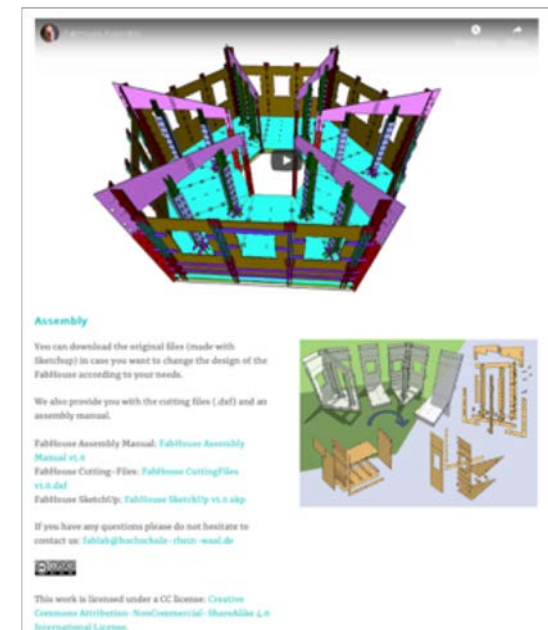 FabHouse Assembly
Assembly
You can download the original files (made with
Sketchup) in case you want to change the design of the
FabHouse according to your needs.
We also provide you with the cutting files (.dxf) and an
assembly manual.
FabHouse Assembly Manual: FabHouse Assembly
Manual v1.0
FabHouse Cutting-Files: FabHouse CuttingFiles
v1.0.dxf
FabHouse SketchUp: FabHouse SketchUp v1.0.skp
If you have any questions please do not hesitate to
contact us: fablab@hochschule-rhein-waal.de
This work is licensed under a CC license: Creative
Commons Attribution-NonCommercial-ShareAlike 4.0
International License.